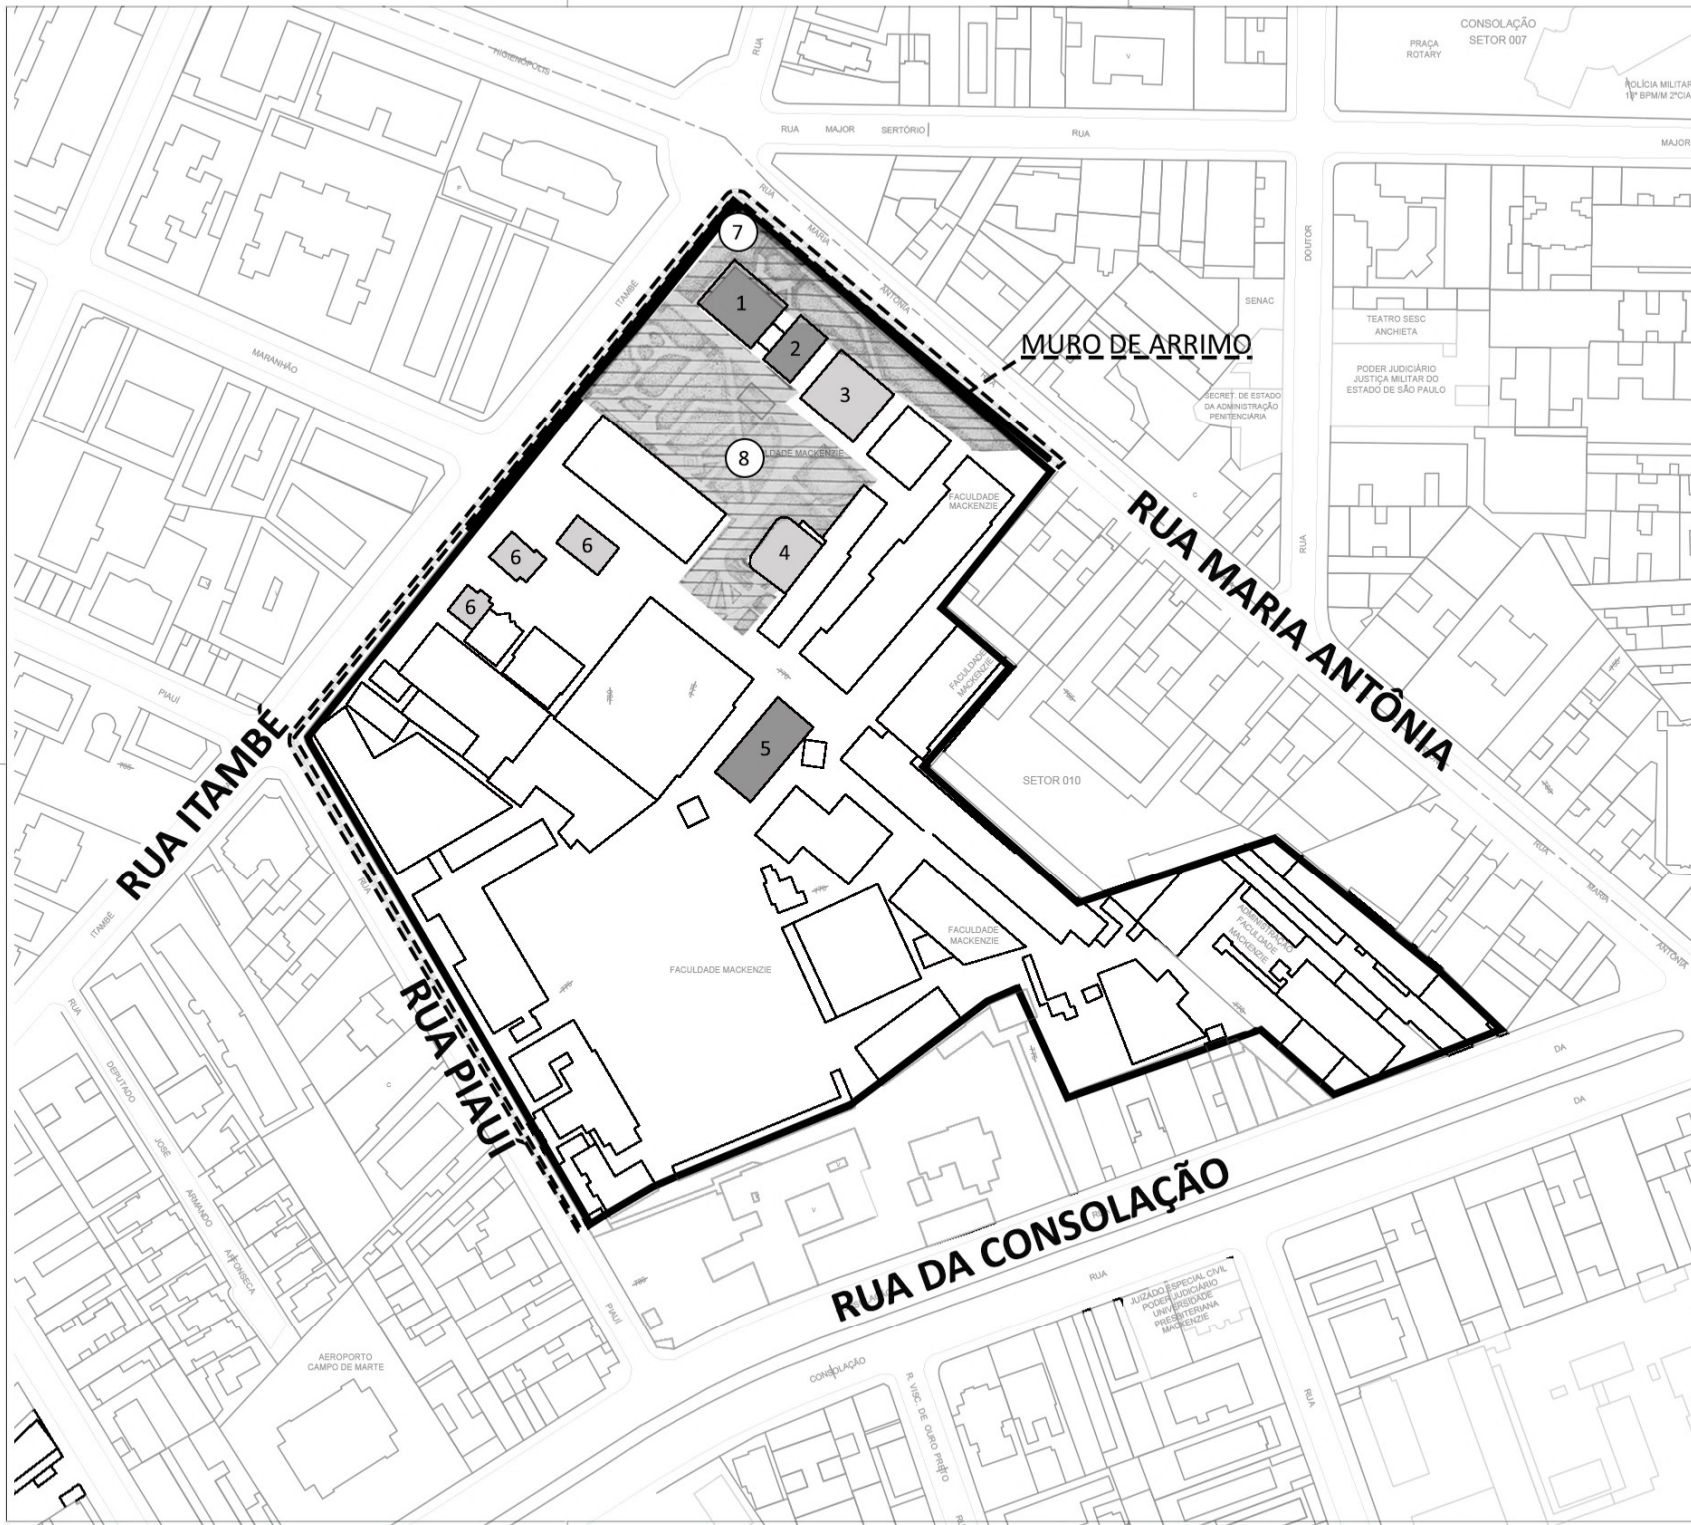 CONSOLAÇÃO
SETOR 007
PRAÇA
ROTARY
HIGIENÓPOLIS
RUA
V
POLÍCIA MILITAR
RUA MAJOR SERTÓRIO
RUA
MAJOR
RUA
P
7
MARIA
DOUTOR
ITAMBÉ
ANTÔNIA
SENAC
1
TEATRO SESC
ANCHIETA
2
MURO DE ARRIMO
MARANHÃO
RUA
PODER JUDICIÁRIO
JUSTIÇA MILITAR DO
ESTADO DE SÃO PAULO
3
SECRET. DE ESTADO
DA ADMINISTRAÇÃO
PENITENCIÁRIA
8
DADE MACKENZIE
FACULDADE
MACKENZIE
C
RUA MARIA ANTÔNIA
RUA
6
6
4
6
FACULDADE
MACKENZIE
PIAUÍ
RUA ITAMBÉ
5
SETOR 010
RUA
RUA
MARIA
ITAMBÉ
ADMINISTRAÇÃO
FACULDADE
MACKENZIE
FACULDADE
MACKENZIE
ANTÔNIA
FACULDADE MACKENZIE
RUA
RUA PIAUÍ
DA
DEPUTADO
C
DA
JOSÉ
ARMANDO
V
V
AFFONSECA
RUA DA CONSOLAÇÃO
RUA
JUIZADO ESPECIAL CIVIL
PODER JUDICIÁRIO
UNIVERSIDADE
PRESBITERIANA
MACKENZIE
PIAUÍ
AEROPORTO
CAMPO DE MARTE
CONSOLAÇÃO
R. VISC. DE OURO PRETO
RUA